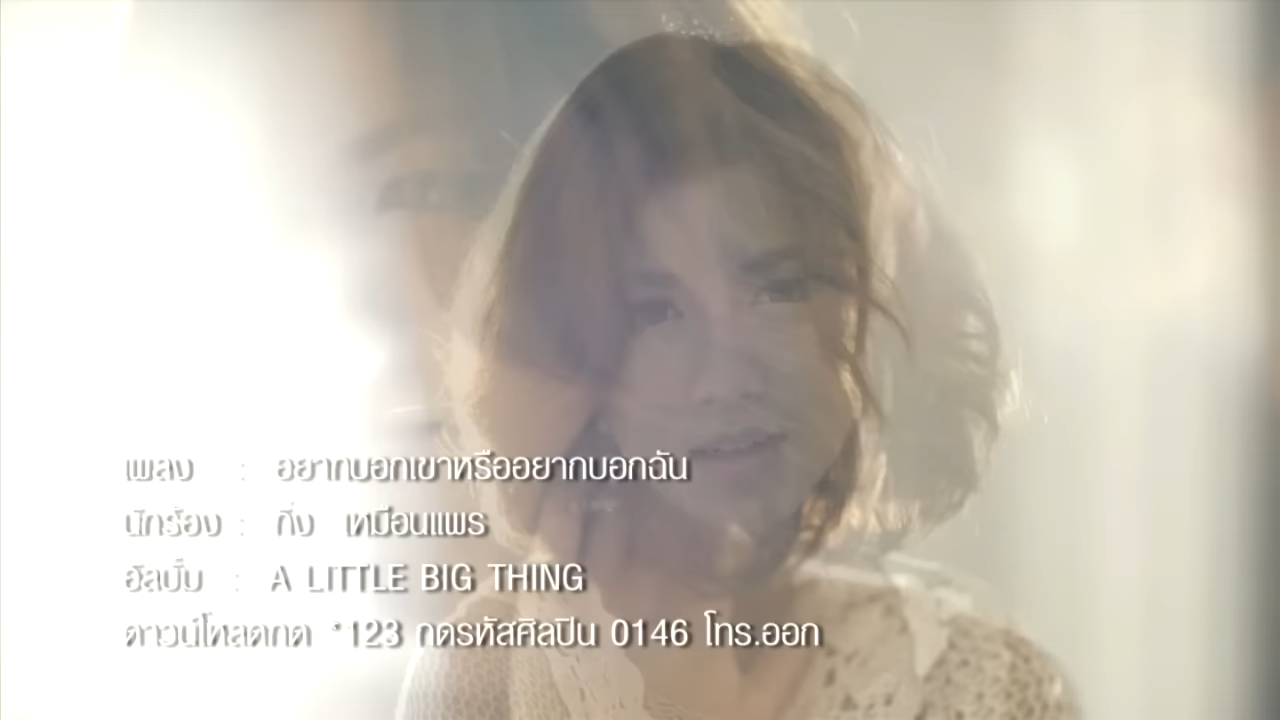 เพลง : อยากบอกเขาหรืออยากบอกฉัน
นักร้อง : กิ่ง เหมือนแพร
อัลบั้ม : A LITTLE BIG THING
ดาวน์โหลดกด *123 กดรหัสศิลปิน 0146 โทร.ออก